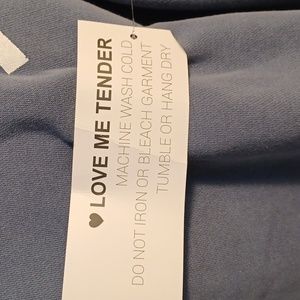 ♥ LOVE ME TENDER
MACHINE WASH COLD
DO NOT IRON OR BLEACH GARMENT
TUMBLE OR HANG DRY